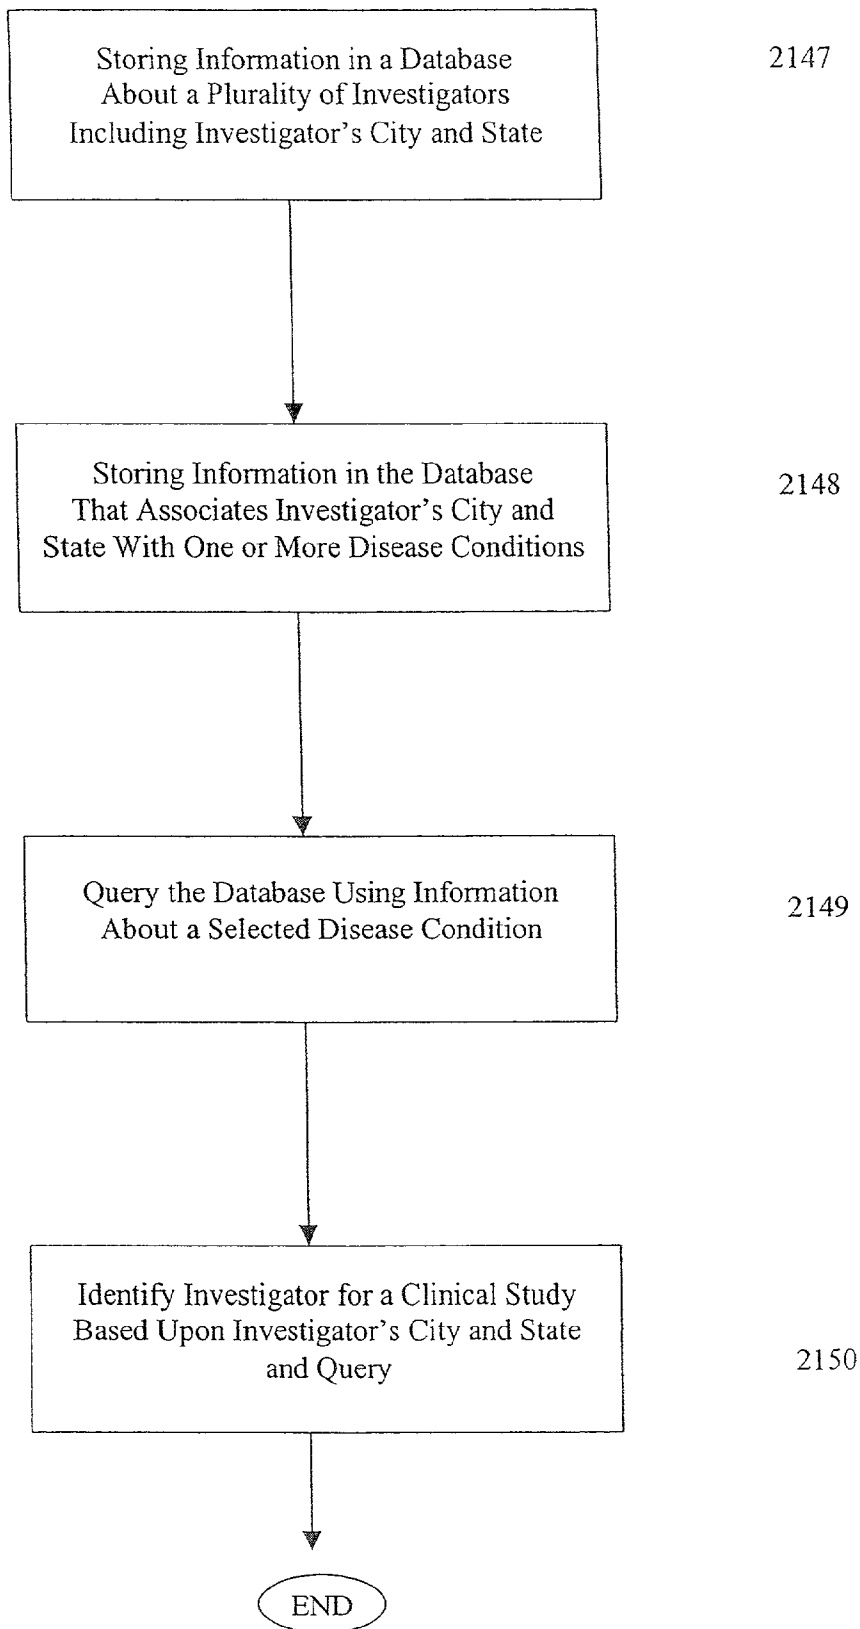 Storing Information in a Database
About a Plurality of Investigators
Including Investigator's City and State
2147
Storing Information in the Database
That Associates Investigator's City and
State With One or More Disease Conditions
2148
Query the Database Using Information
About a Selected Disease Condition
2149
Identify Investigator for a Clinical Study
Based Upon Investigator's City and State
and Query
2150
END